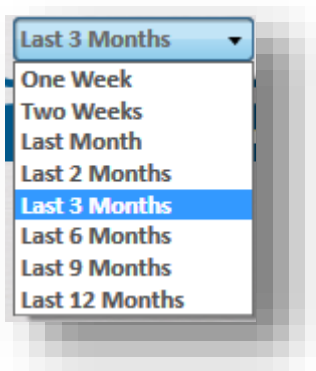 Last 3 Months
One Week
Two Weeks
Last Month
Last 2 Months
Last 3 Months
Last 6 Months
Last 9 Months
Last 12 Months